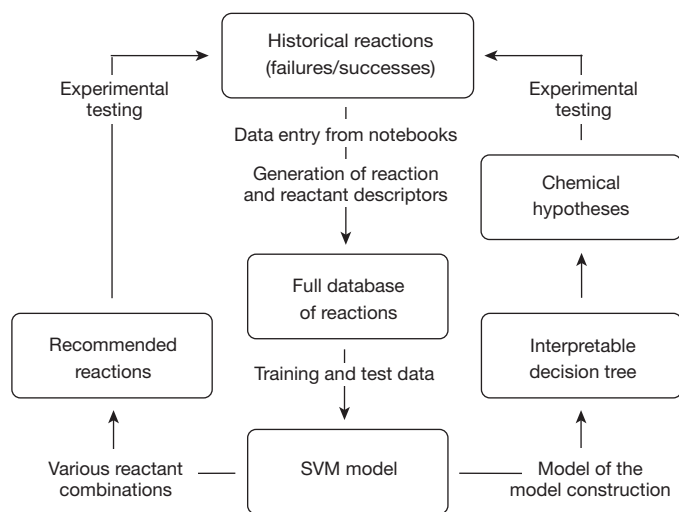 Historical reactions
(failures/successes)
Experimental
testing
Experimental
testing
Data entry from notebooks
Generation of reaction
and reactant descriptors
Chemical
hypotheses
Full database
of reactions
Recommended
reactions
Interpretable
decision tree
Training and test data
Various reactant
combinations
SVM model
Model of the
model construction